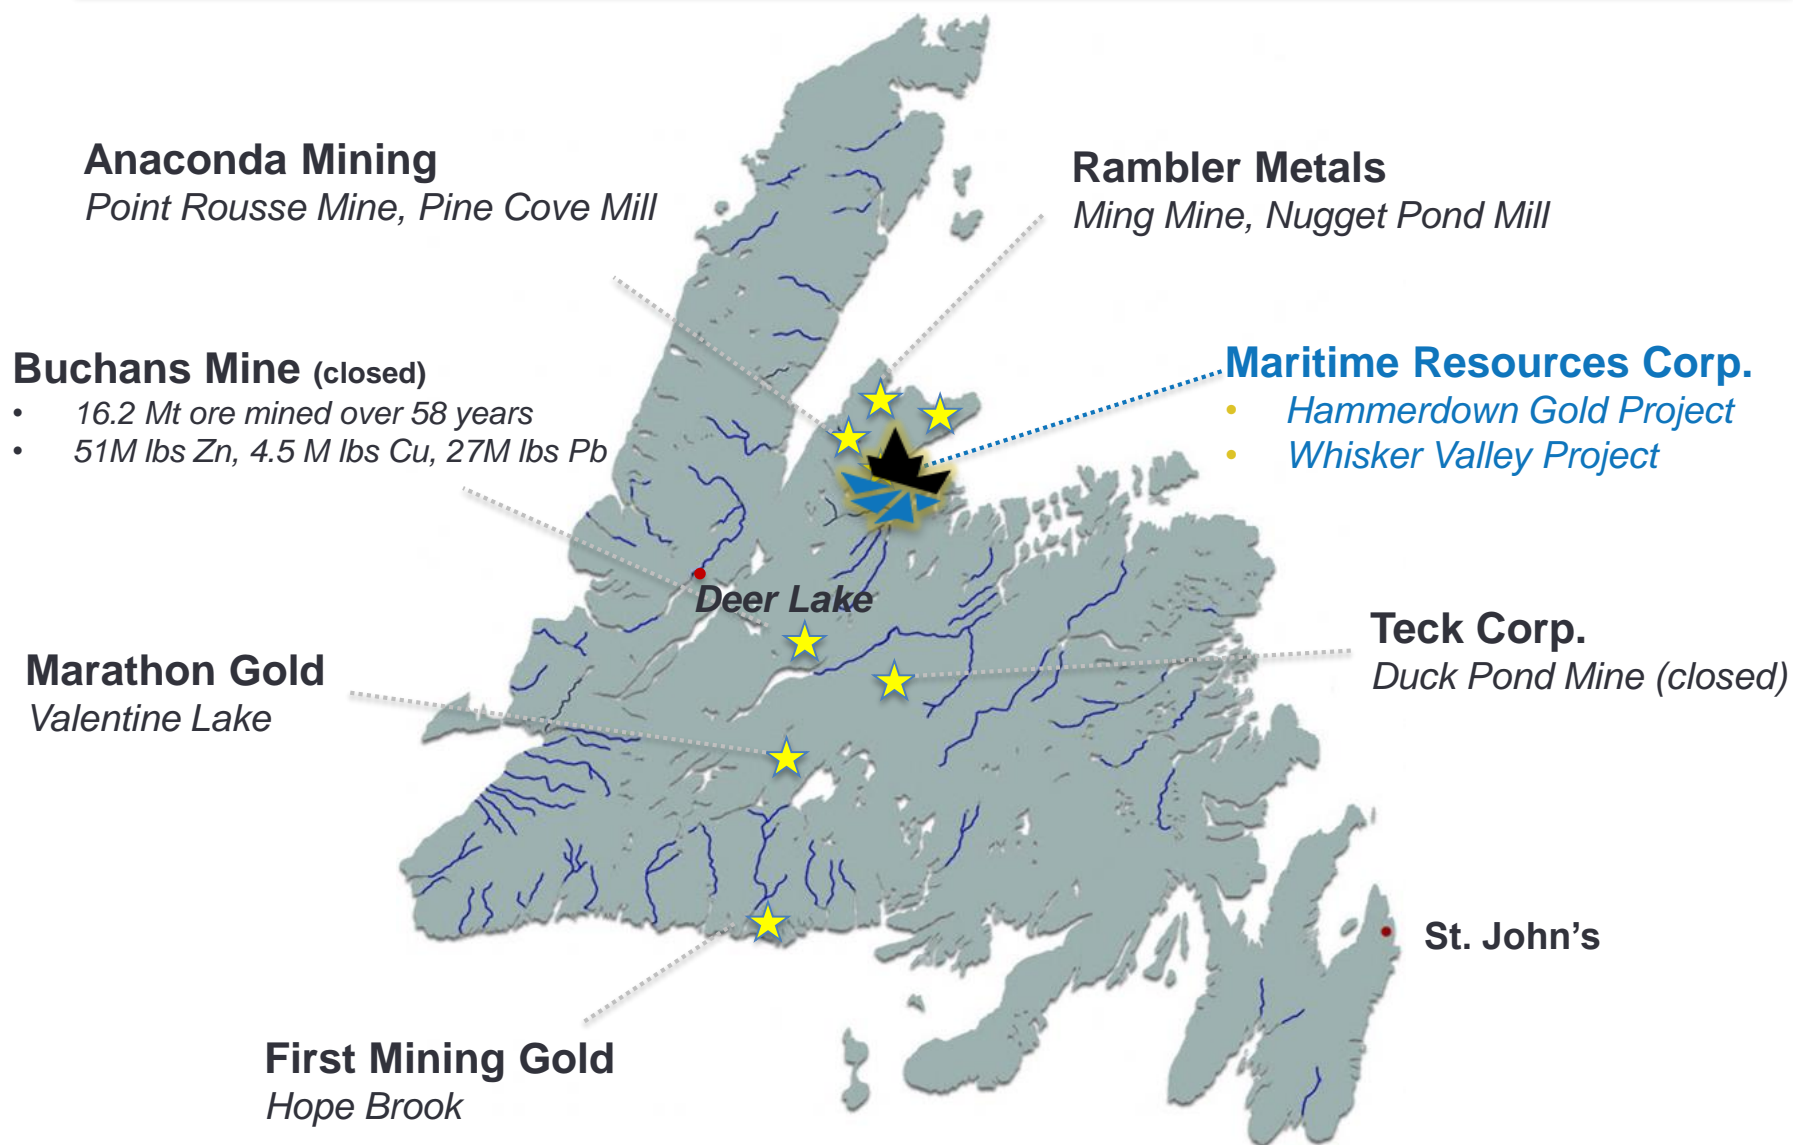 Anaconda Mining
Point Rousse Mine, Pine Cove Mill
Rambler Metals
Ming Mine, Nugget Pond Mill
Buchans Mine (closed)
• 16.2 Mt ore mined over 58 years
• 51M lbs Zn, 4.5 M lbs Cu, 27M lbs Pb
Maritime Resources Corp.
• Hammerdown Gold Project
• Whisker Valley Project
Deer Lake
Marathon Gold
Valentine Lake
Teck Corp.
Duck Pond Mine (closed)
St. John’s
First Mining Gold
Hope Brook